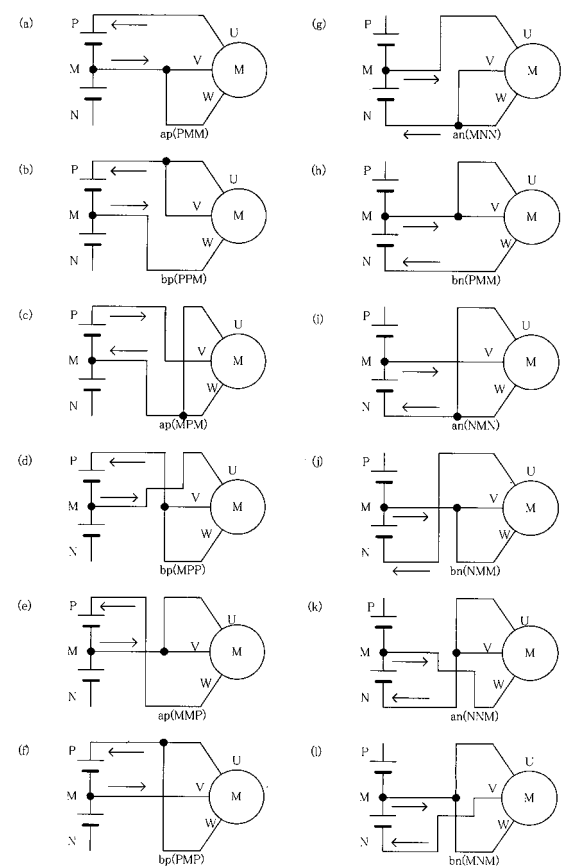 (a)
P
U
M
V
M
W
N
ap(PMM)
(b)
P
U
M
V
M
W
N
bp(PPM)
(c)
P
U
M
V
M
W
N
ap(MPM)
(d)
P
U
M
V
M
W
N
bp(MPP)
(e)
P
U
M
V
M
W
N
ap(MMP)
(f)
P
U
M
V
M
W
N
bp(PMP)
(g)
P
U
M
V
M
W
N
an(MNN)
(h)
P
U
M
V
M
W
N
bn(PMM)
(i)
P
U
M
V
M
W
N
an(NMN)
(j)
P
U
M
V
M
W
N
bn(NMM)
(k)
P
U
M
V
M
W
N
an(NNM)
(l)
P
U
M
V
M
W
N
bn(MNM)